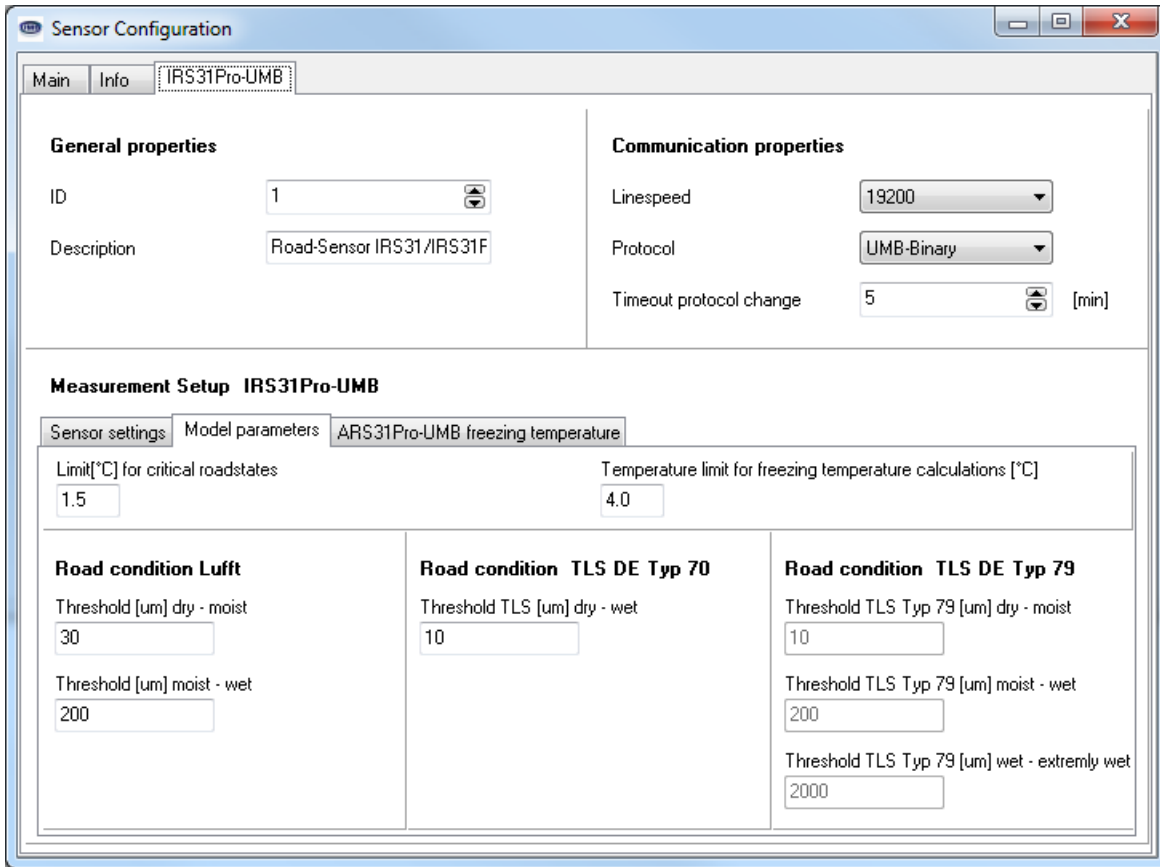 Sensor Configuration
Main Info IRS31Pro-UMB
General properties
ID 1
Description Road-Sensor IRS31/IRS31F
Communication properties
Linespeed 19200
Protocol UMB-Binary
Timeout protocol change 5 [min]
Measurement Setup IRS31Pro-UMB
Sensor settings Model parameters ARS31Pro-UMB freezing temperature
Limit[°C] for critical roadstates
1.5
Temperature limit for freezing temperature calculations [°C]
4.0
Road condition Lufft
Threshold [um] dry - moist
30
Threshold [um] moist - wet
200
Road condition TLS DE Typ 70
Threshold TLS [um] dry - wet
10
Road condition TLS DE Typ 79
Threshold TLS Typ 79 [um] dry - moist
10
Threshold TLS Typ 79 [um] moist - wet
200
Threshold TLS Typ 79 [um] wet - extremly wet
2000